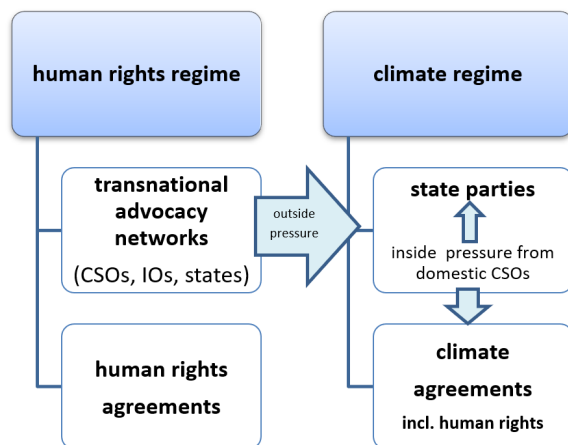 human rights regime
climate regime
transnational
advocacy
networks
(CSOs, IOs, states)
outside
pressure
state parties
inside pressure from
domestic CSOs
human rights
agreements
climate
agreements
incl. human rights